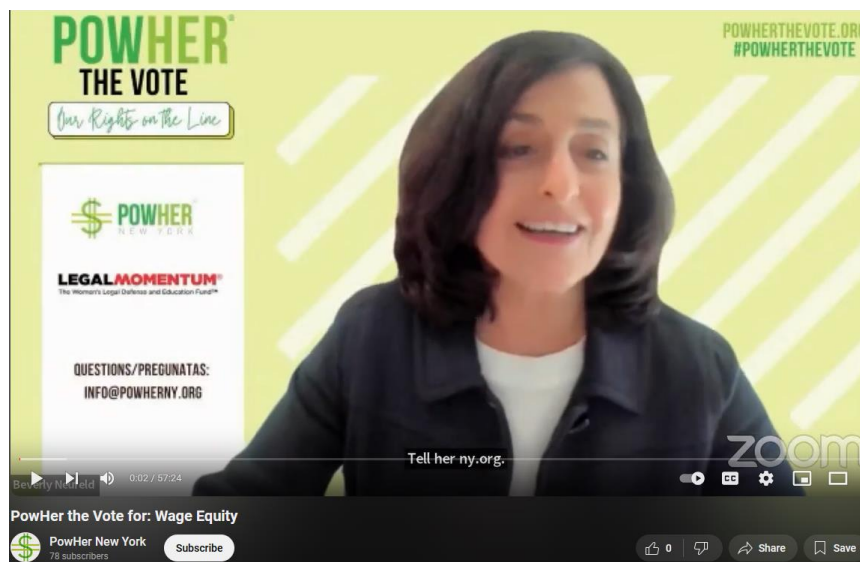 POWHER®
THE VOTE
Our Rights on the Line
POWHERTHEVOTE.ORG
#POWHERTHEVOTE
$ POWHER
NEW YORK
LEGALMOMENTUM®
The Women's Legal Defense and Education Fund℠
QUESTIONS/PREGUNATAS:
INFO@POWHERNY.ORG
Tell her ny.org.
zoom
0:02 / 57:24
CC
Beverly Neufeld
PowHer the Vote for: Wage Equity
PowHer New York
78 subscribers
Subscribe
0
Share
Save